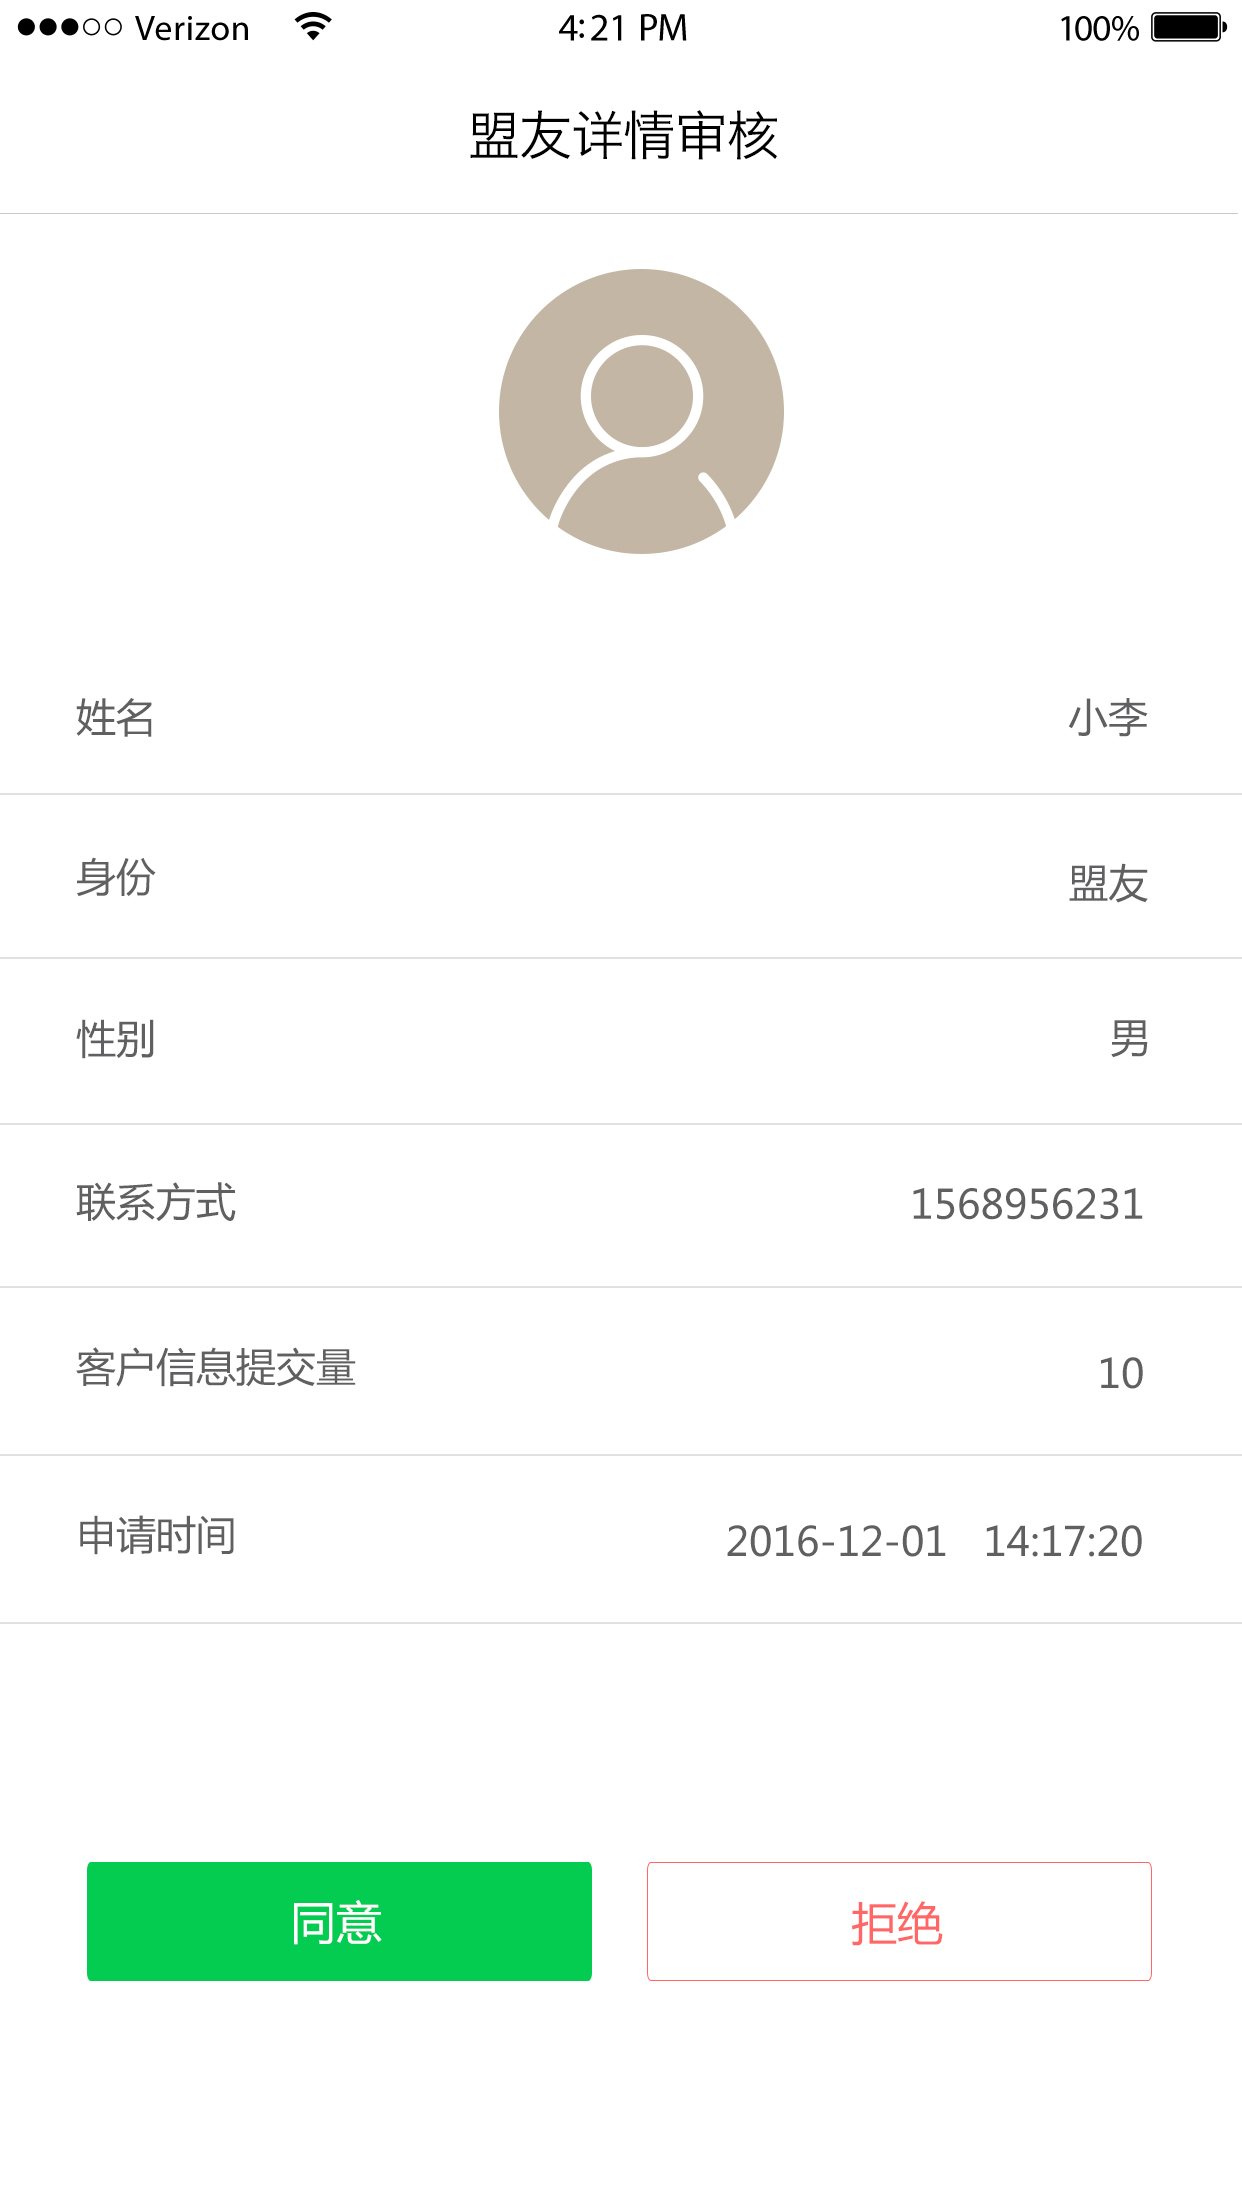 Verizon 4:21 PM 100%
盟友详情审核
姓名 小李
身份 盟友
性别 男
联系方式 1568956231
客户信息提交量 10
申请时间 2016-12-01 14:17:20
同意 拒绝